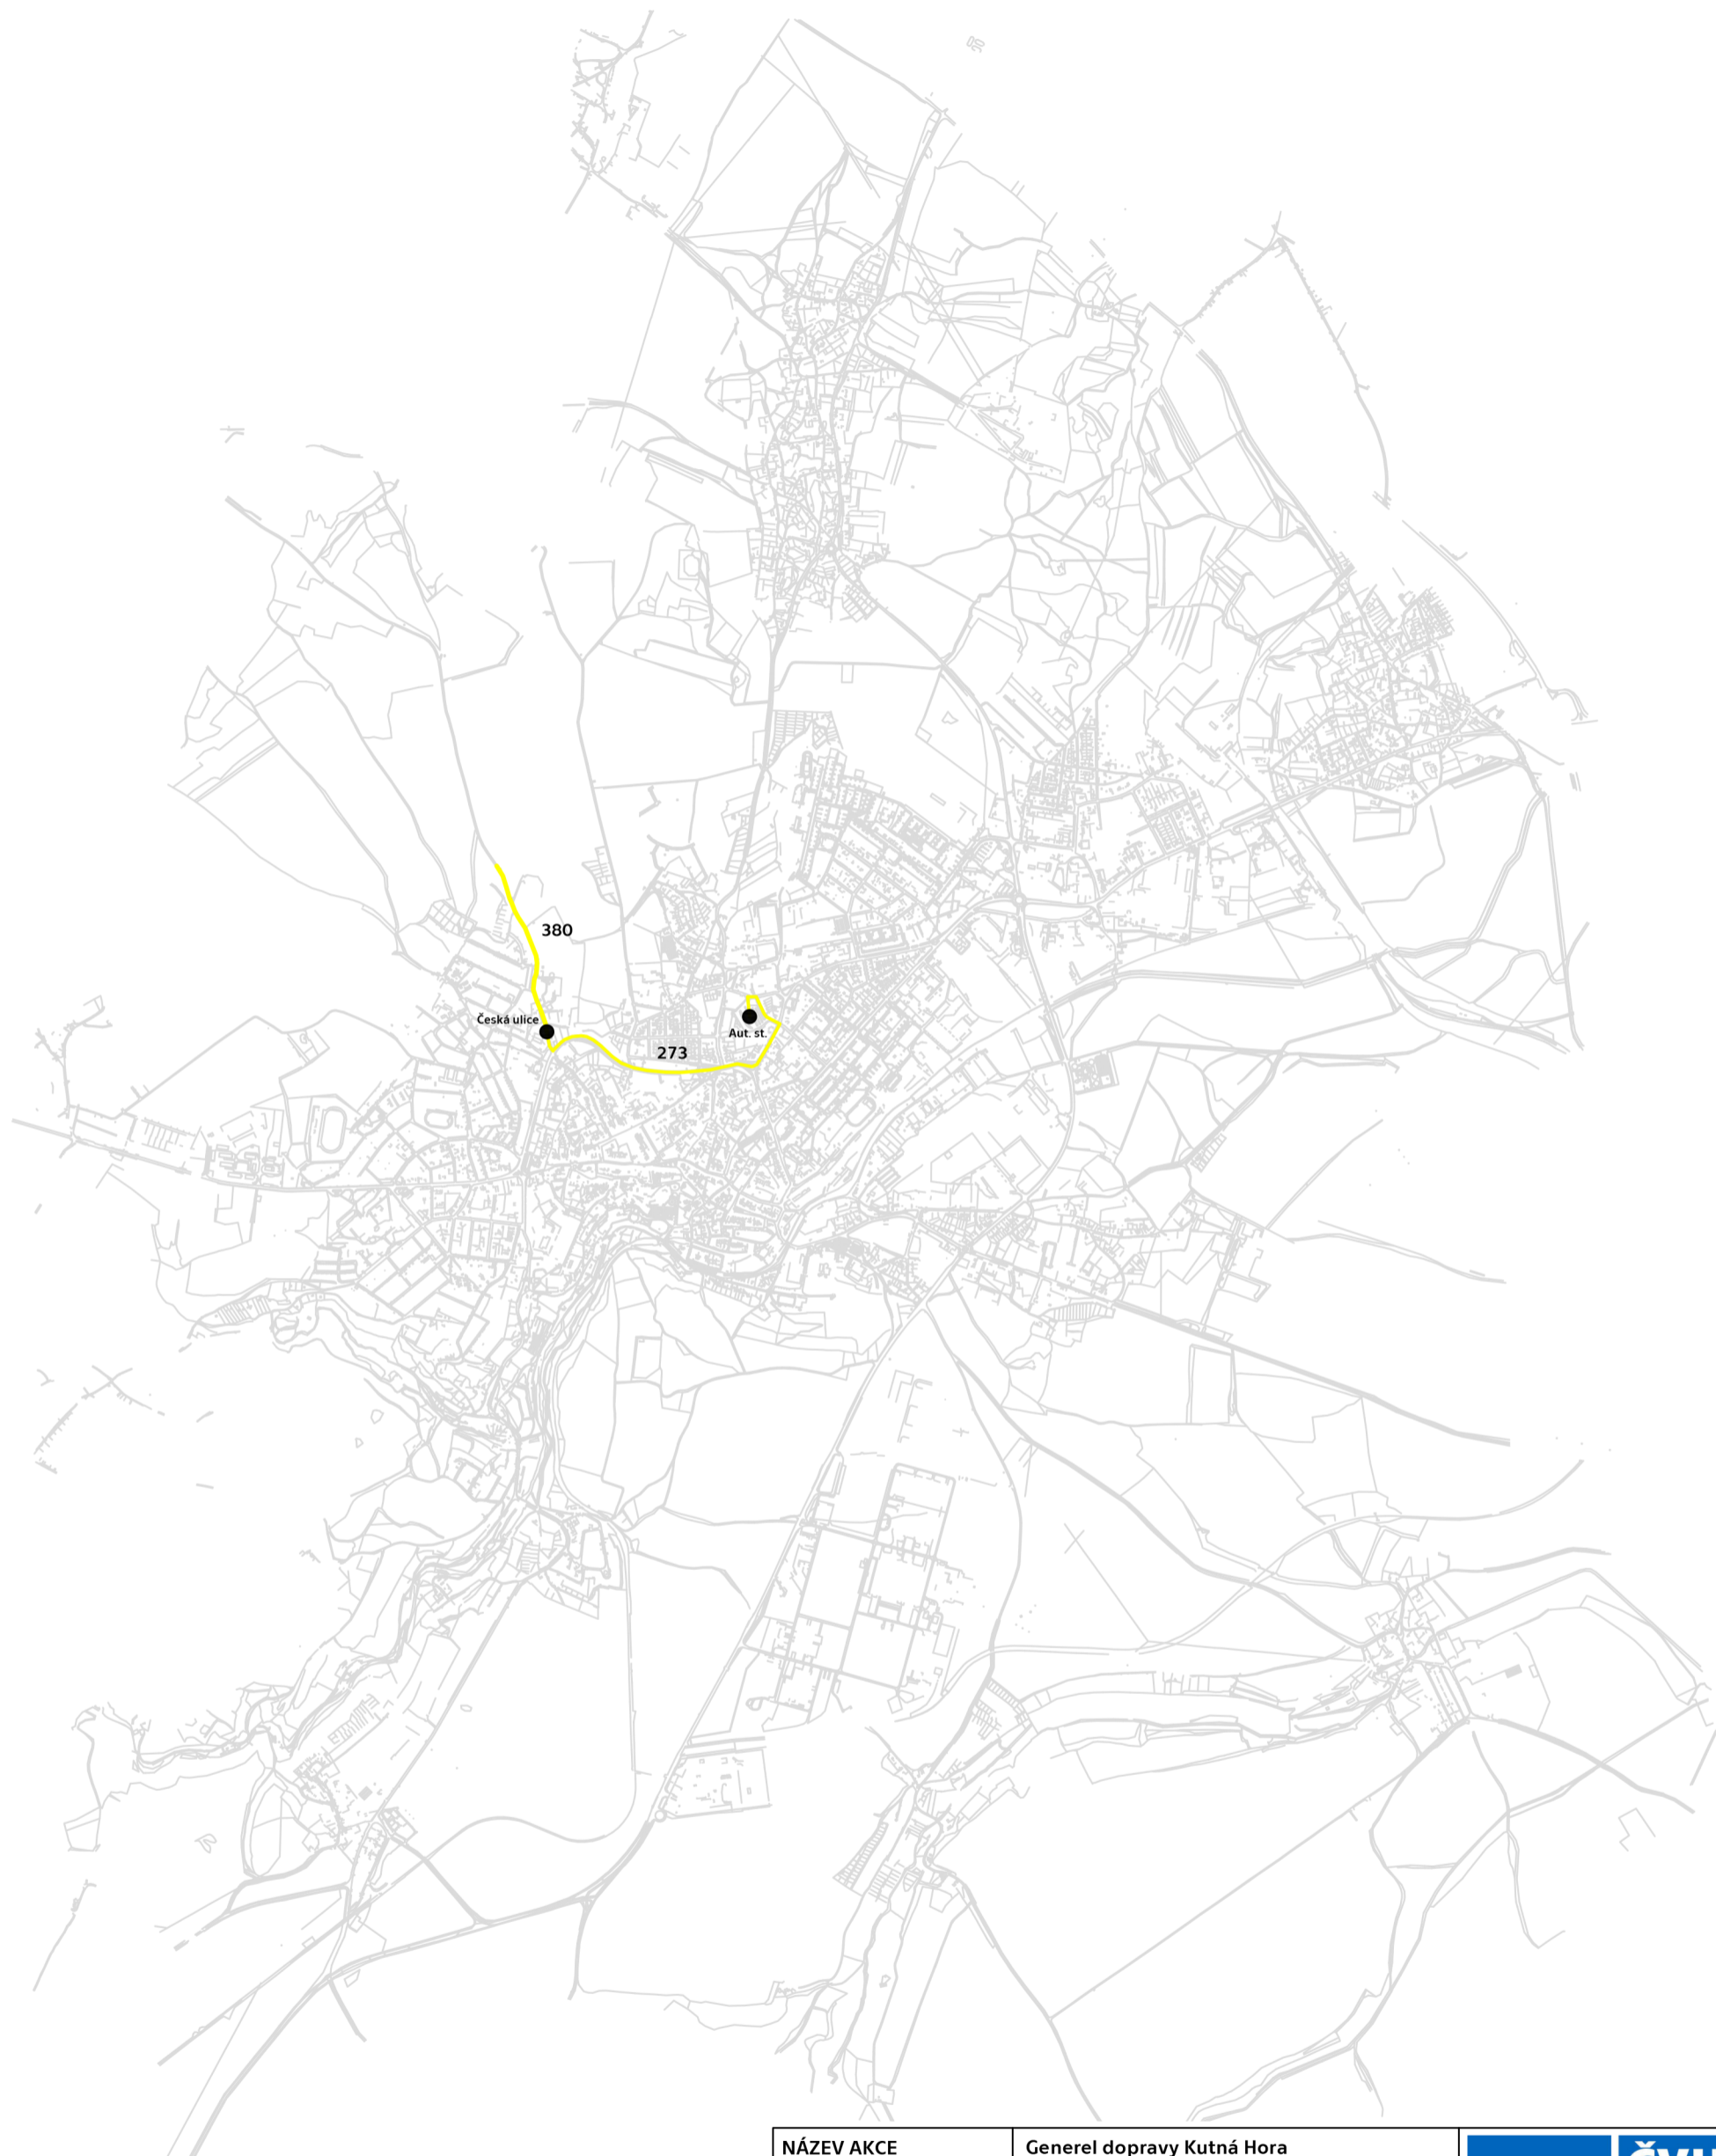 380
Česká ulice
Aut. st.
273
NÁZEV AKCE
Generel dopravy Kutná Hora